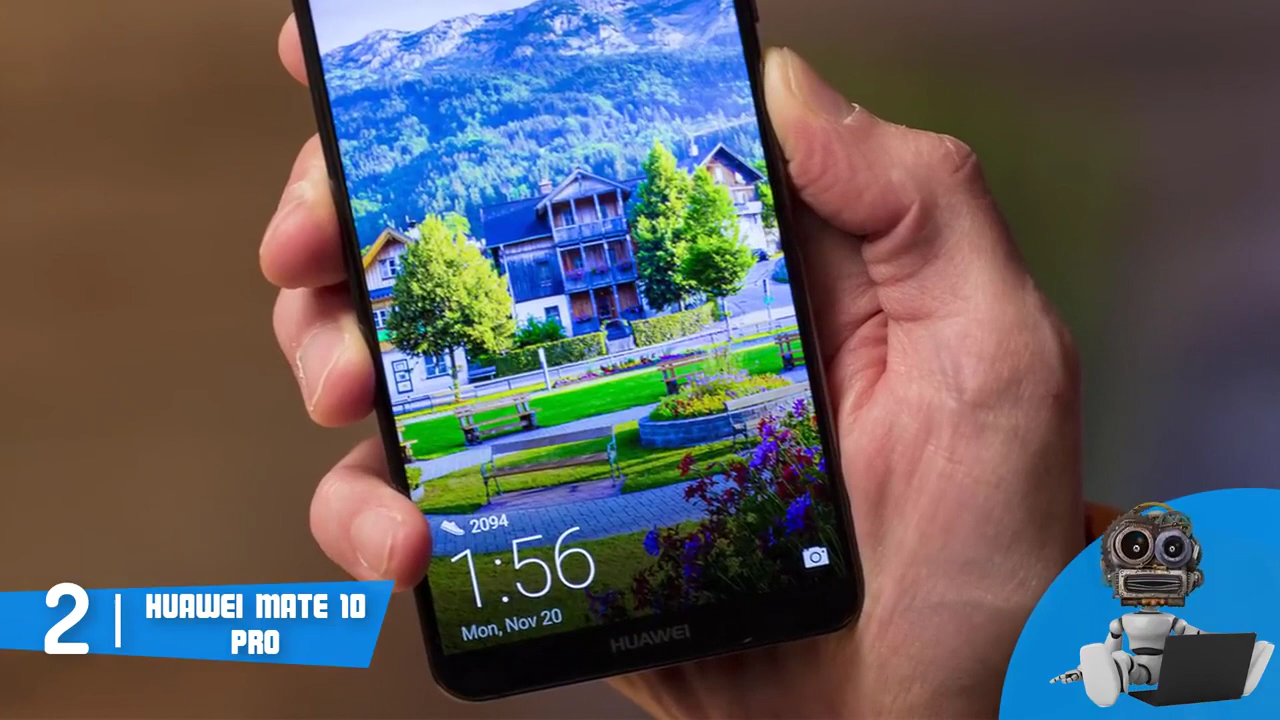 2094
1:56
Mon, Nov 20
HUAWEI
2 | HUAWEI MATE 10
PRO